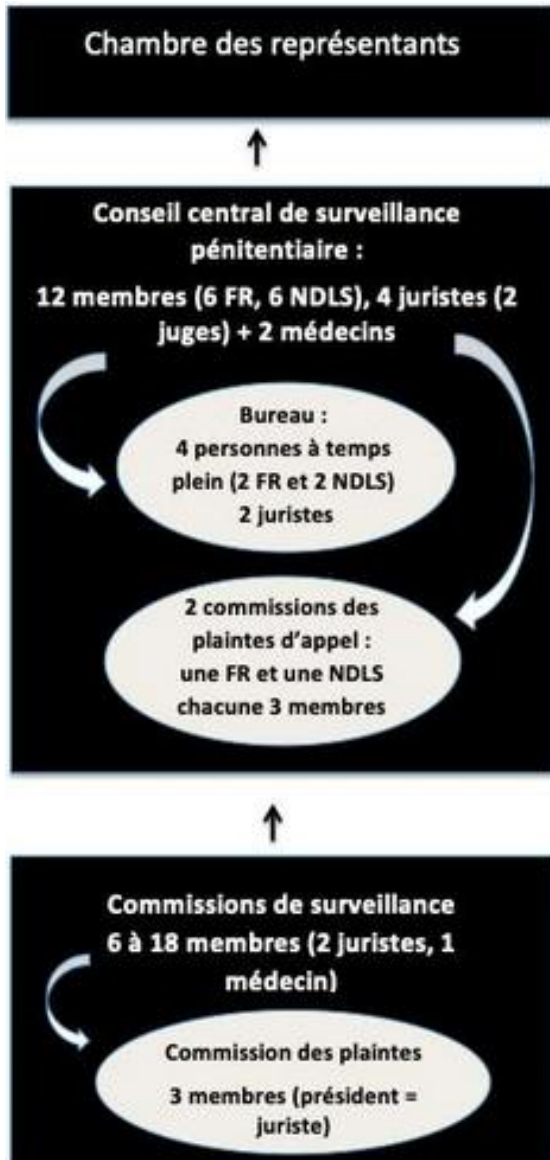 Chambre des représentants
Conseil central de surveillance
pénitentiaire :
12 membres (6 FR, 6 NDLS), 4 juristes (2
juges) + 2 médecins
Bureau :
4 personnes à temps
plein (2 FR et 2 NDLS)
2 juristes
2 commissions des
plaintes d’appel :
une FR et une NDLS
chacune 3 membres
Commissions de surveillance
6 à 18 membres (2 juristes, 1
médecin)
Commission des plaintes
3 membres (président =
juriste)